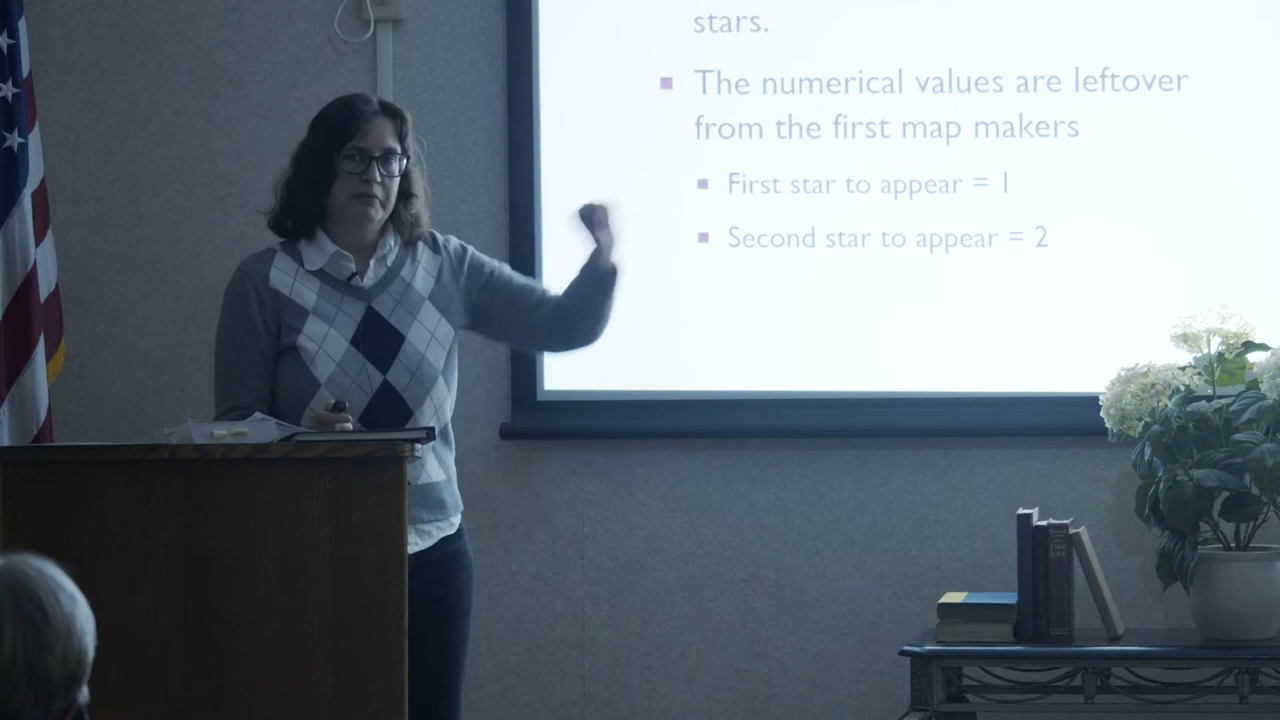 stars.
The numerical values are leftover
from the first map makers
First star to appear = 1
Second star to appear = 2